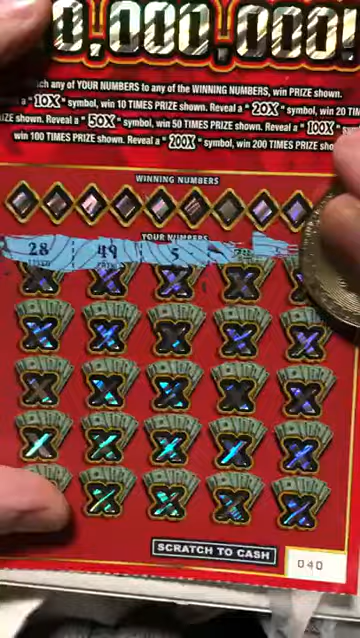 0,000,000!
ch any of YOUR NUMBERS to any of the WINNING NUMBERS, win PRIZE shown.
a "10X" symbol, win 10 TIMES PRIZE shown. Reveal a "20X" symbol, win 20 TI
ZE shown. Reveal a "50X" symbol, win 50 TIMES PRIZE shown. Reveal a "100X"
win 100 TIMES PRIZE shown. Reveal a "200X" symbol, win 200 TIMES PRIZE sho
WINNING NUMBERS
YOUR NUMBERS
28 49 5
SCRATCH TO CASH
040